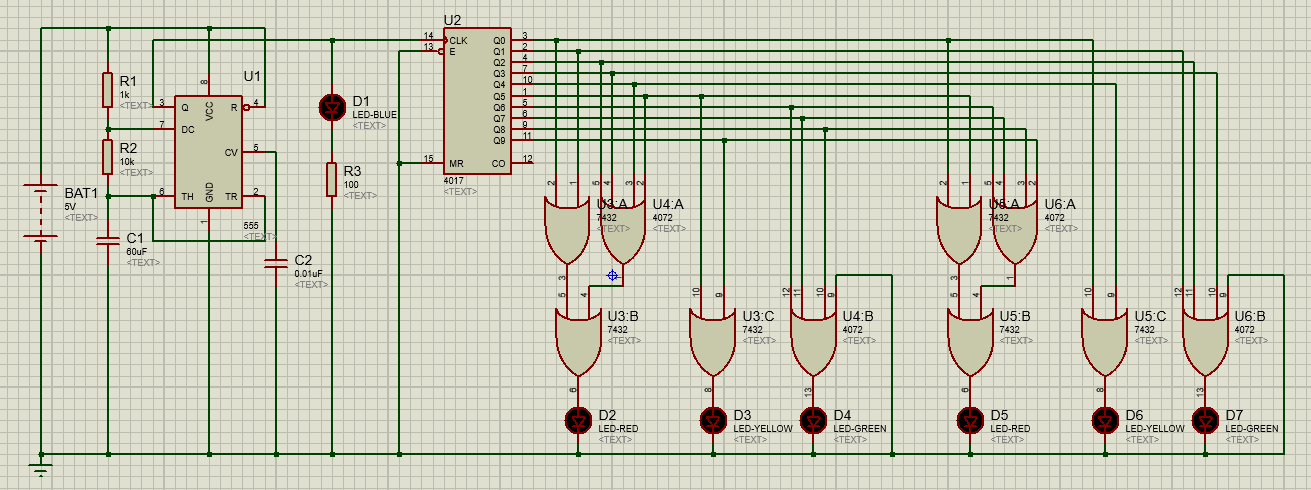 BAT1
5V
<TEXT>
R1
1k
<TEXT>
R2
10k
<TEXT>
C1
60uF
<TEXT>
U1
3
7
6
8
1
4
5
2
Q
DC
TH
VCC
GND
R
CV
TR
555
<TEXT>
C2
0.01uF
<TEXT>
D1
LED-BLUE
<TEXT>
R3
100
<TEXT>
U2
14
13
15
CLK
E
MR
Q0
Q1
Q2
Q3
Q4
Q5
Q6
Q7
Q8
Q9
CO
3
2
4
7
10
1
5
6
9
11
12
4017
<TEXT>
2
1
3
U3:A
7432
<TEXT>
5
4
3
2
1
U4:A
4072
<TEXT>
2
1
3
U5:A
7432
<TEXT>
5
4
3
2
1
U6:A
4072
<TEXT>
5
4
6
U3:B
7432
<TEXT>
10
9
8
U3:C
7432
<TEXT>
12
11
10
9
13
U4:B
4072
<TEXT>
5
4
6
U5:B
7432
<TEXT>
10
9
8
U5:C
7432
<TEXT>
12
11
10
9
13
U6:B
4072
<TEXT>
D2
LED-RED
<TEXT>
D3
LED-YELLOW
<TEXT>
D4
LED-GREEN
<TEXT>
D5
LED-RED
<TEXT>
D6
LED-YELLOW
<TEXT>
D7
LED-GREEN
<TEXT>